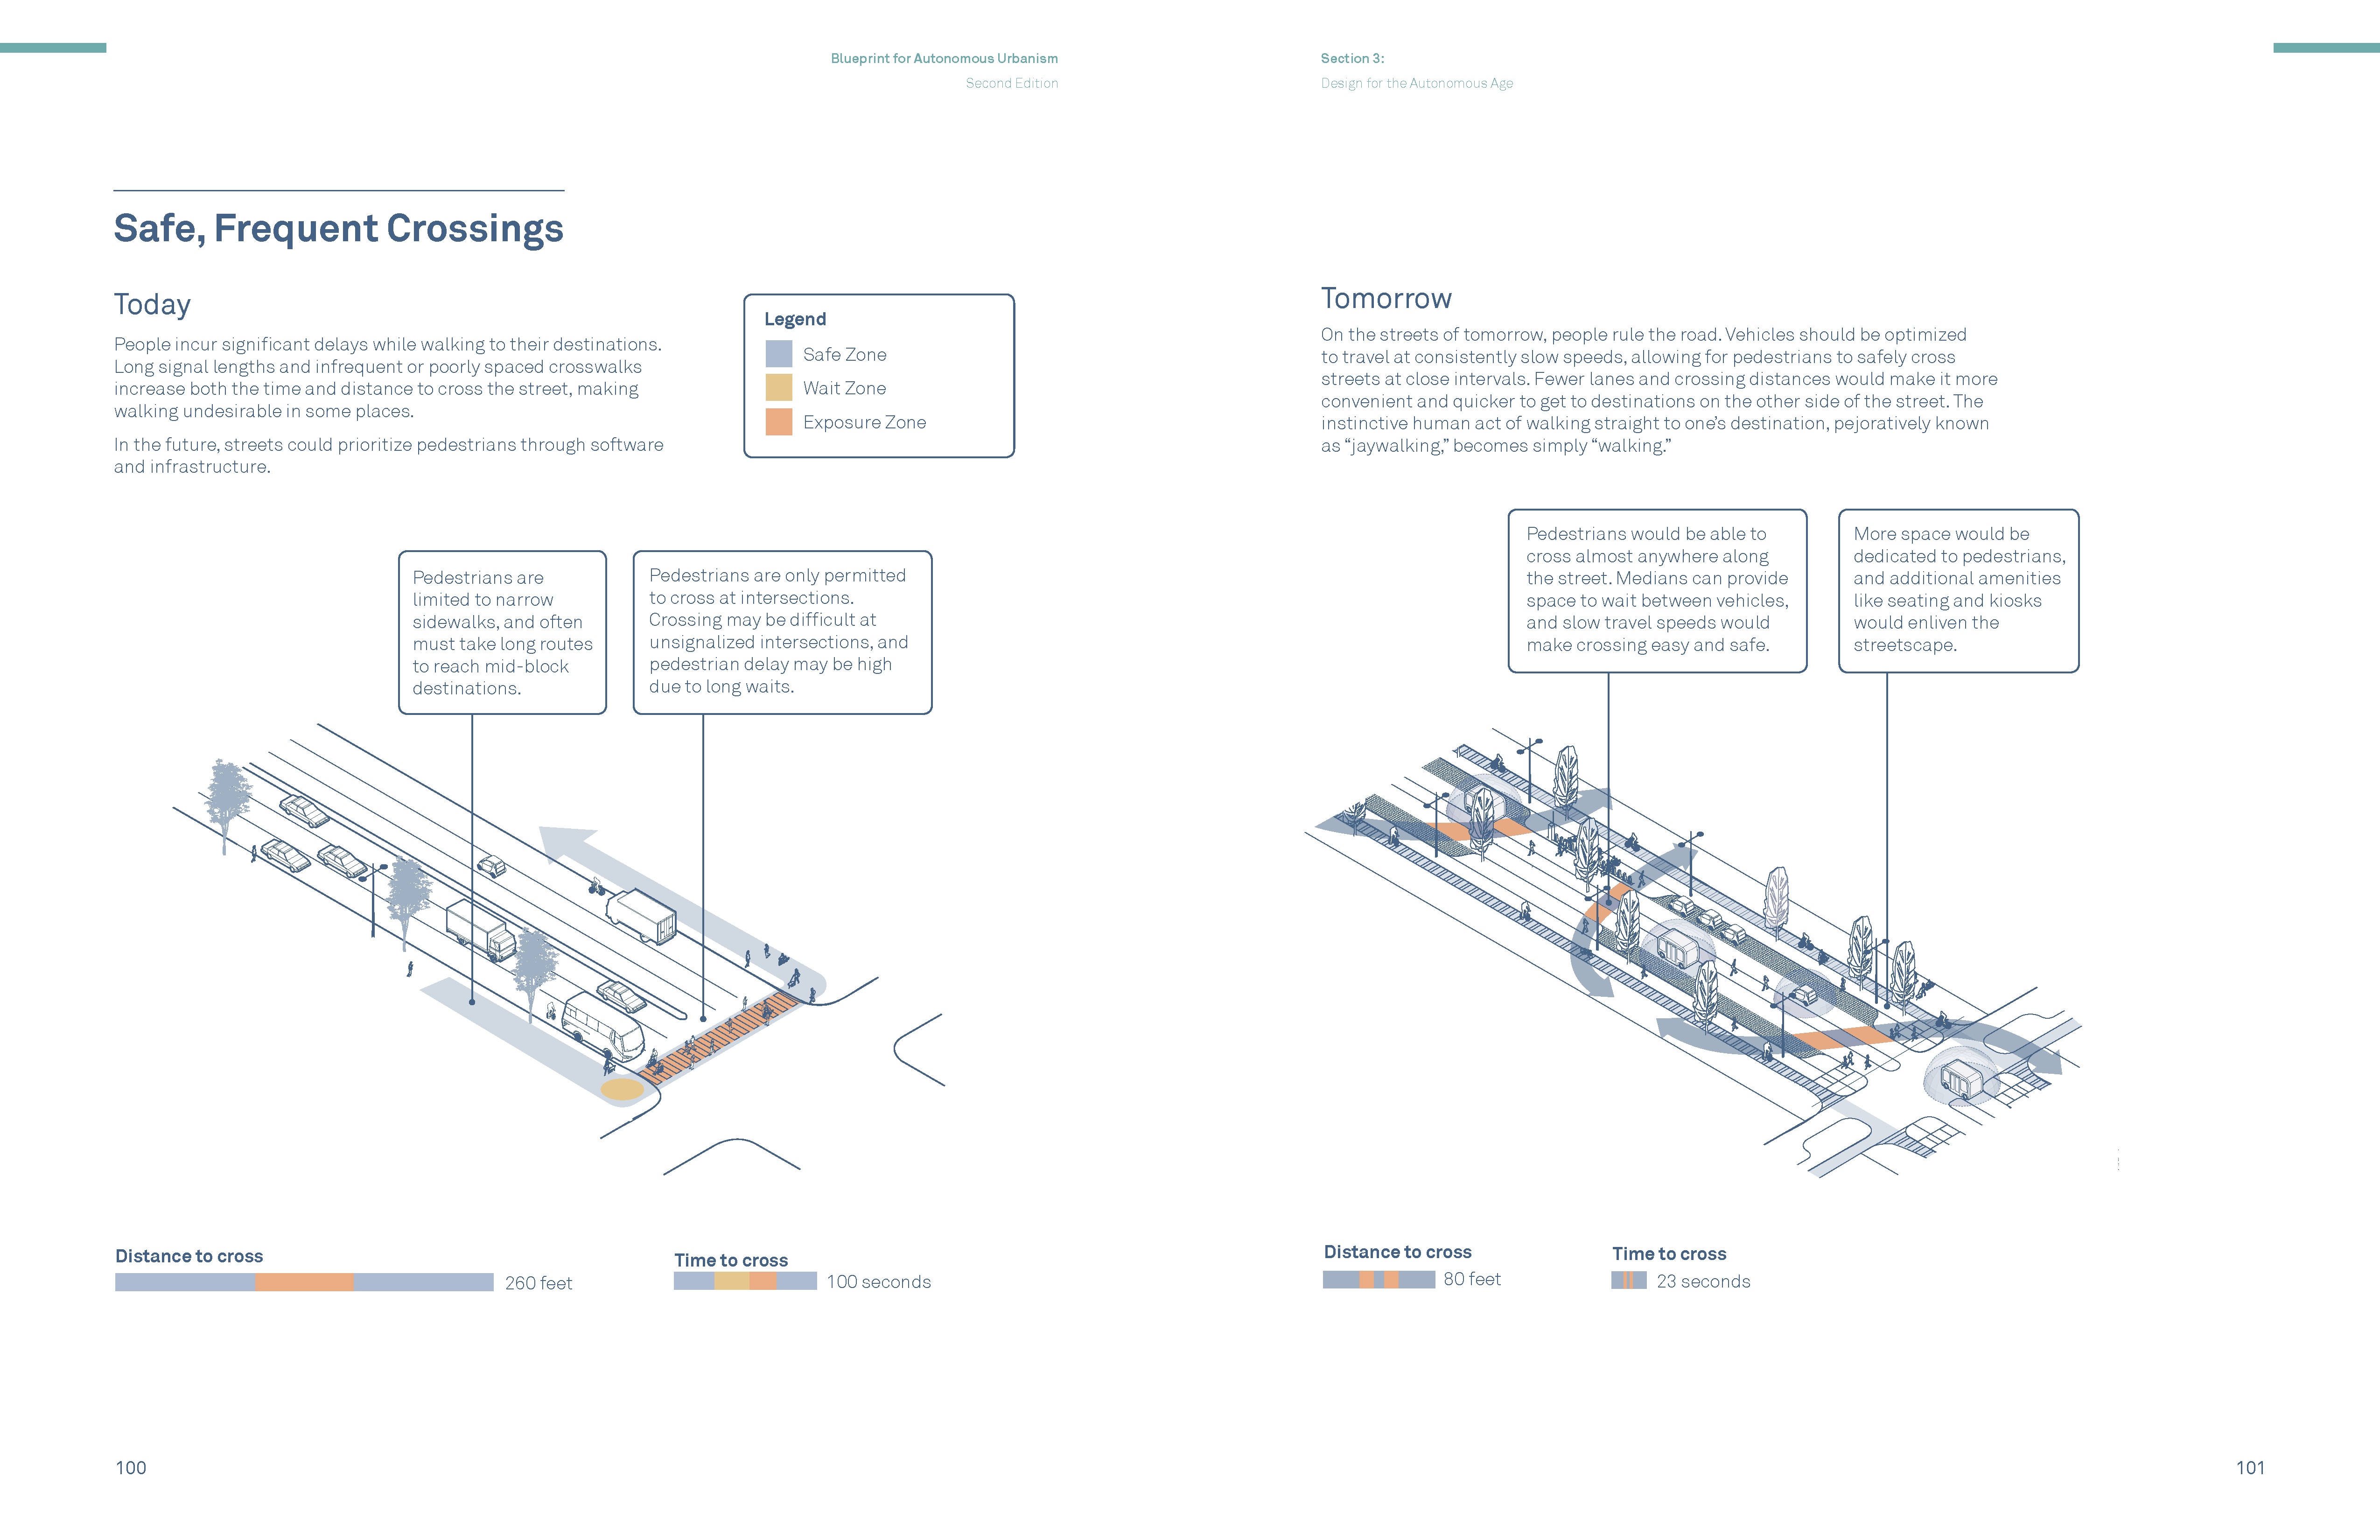 Blueprint for Autonomous Urbanism
Second Edition
Safe, Frequent Crossings
Today
People incur significant delays while walking to their destinations.
Long signal lengths and infrequent or poorly spaced crosswalks
increase both the time and distance to cross the street, making
walking undesirable in some places.
In the future, streets could prioritize pedestrians through software
and infrastructure.
Legend
Safe Zone
Wait Zone
Exposure Zone
Pedestrians are
limited to narrow
sidewalks, and often
must take long routes
to reach mid-block
destinations.
Pedestrians are only permitted
to cross at intersections.
Crossing may be difficult at
unsignalized intersections, and
pedestrian delay may be high
due to long waits.
Distance to cross
260 feet
Time to cross
100 seconds
100
Section 3:
Design for the Autonomous Age
Tomorrow
On the streets of tomorrow, people rule the road. Vehicles should be optimized
to travel at consistently slow speeds, allowing for pedestrians to safely cross
streets at close intervals. Fewer lanes and crossing distances would make it more
convenient and quicker to get to destinations on the other side of the street. The
instinctive human act of walking straight to one’s destination, pejoratively known
as “jaywalking,” becomes simply “walking.”
Pedestrians would be able to
cross almost anywhere along
the street. Medians can provide
space to wait between vehicles,
and slow travel speeds would
make crossing easy and safe.
More space would be
dedicated to pedestrians,
and additional amenities
like seating and kiosks
would enliven the
streetscape.
Distance to cross
80 feet
Time to cross
23 seconds
101